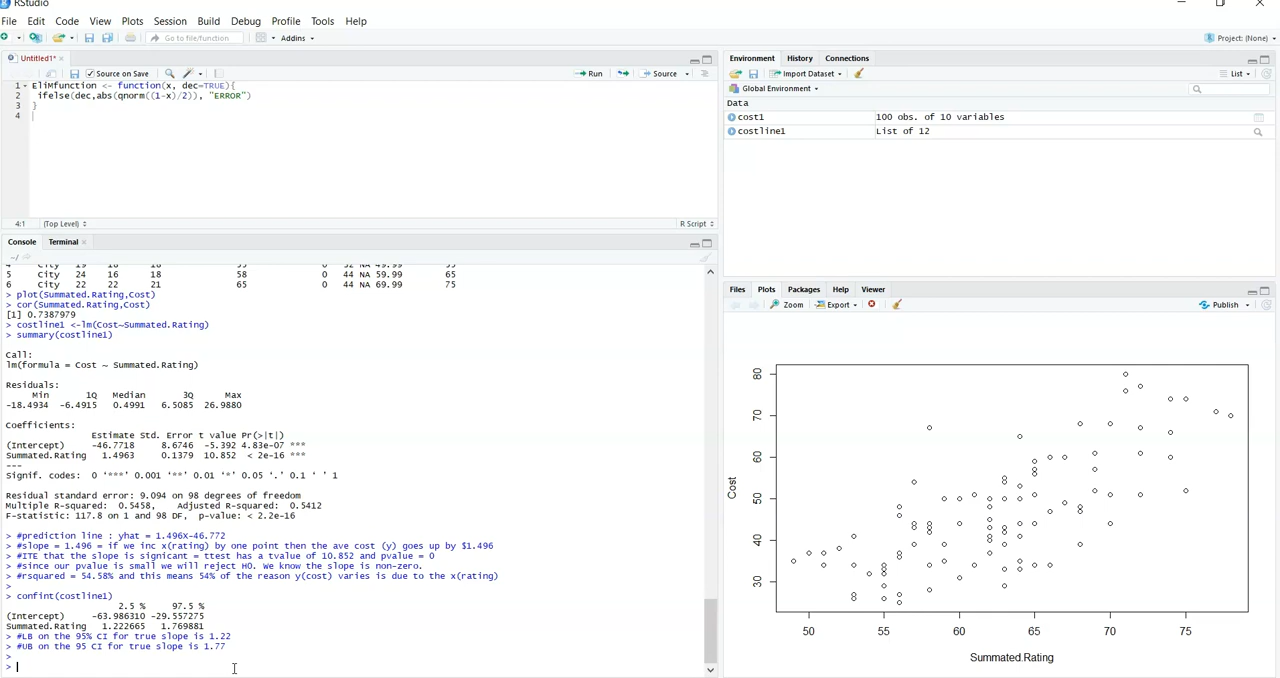 RStudio
File Edit Code View Plots Session Build Debug Profile Tools Help
Go to file/function Addins Project: (None)
Untitled1*
Source on Save Run Source
1 EliMfunction <- function(x, dec=TRUE){
2 ifelse(dec,abs(qnorm((1-x)/2)), "ERROR")
3 }
4
4:1 (Top Level) R Script
Console Terminal
~/
5 City 24 16 18 58 0 44 NA 59.99 65
6 City 22 22 21 65 0 44 NA 69.99 75
> plot(Summated.Rating,Cost)
> cor(Summated.Rating,Cost)
[1] 0.7387979
> costline1 <-lm(Cost~Summated.Rating)
> summary(costline1)
Call:
lm(formula = Cost ~ Summated.Rating)
Residuals:
Min 1Q Median 3Q Max
-18.4934 -6.4915 0.4991 6.5085 26.9880
Coefficients:
Estimate Std. Error t value Pr(>|t|)
(Intercept) -46.7718 8.6746 -5.392 4.83e-07 ***
Summated.Rating 1.4963 0.1379 10.852 < 2e-16 ***
---
Signif. codes: 0 ‘***’ 0.001 ‘**’ 0.01 ‘*’ 0.05 ‘.’ 0.1 ‘ ’ 1
Residual standard error: 9.094 on 98 degrees of freedom
Multiple R-squared: 0.5458, Adjusted R-squared: 0.5412
F-statistic: 117.8 on 1 and 98 DF, p-value: < 2.2e-16
> #prediction line : yhat = 1.496X-46.772
> #slope = 1.496 = if we inc x(rating) by one point then the ave cost (y) goes up by $1.496
> #ITE that the slope is signicant = ttest has a tvalue of 10.852 and pvalue = 0
> #since our pvalue is small we will reject H0. We know the slope is non-zero.
> #rsquared = 54.58% and this means 54% of the reason y(cost) varies is due to the x(rating)
>
> confint(costline1)
2.5 % 97.5 %
(Intercept) -63.986310 -29.557275
Summated.Rating 1.222665 1.769881
> #LB on the 95% CI for true slope is 1.22
> #UB on the 95 CI for true slope is 1.77
>
>
Environment History Connections
Import Dataset List
Global Environment
Data
cost1 100 obs. of 10 variables
costline1 List of 12
Files Plots Packages Help Viewer
Zoom Export Publish
80
70
60
50
40
30
Cost
50 55 60 65 70 75
Summated.Rating